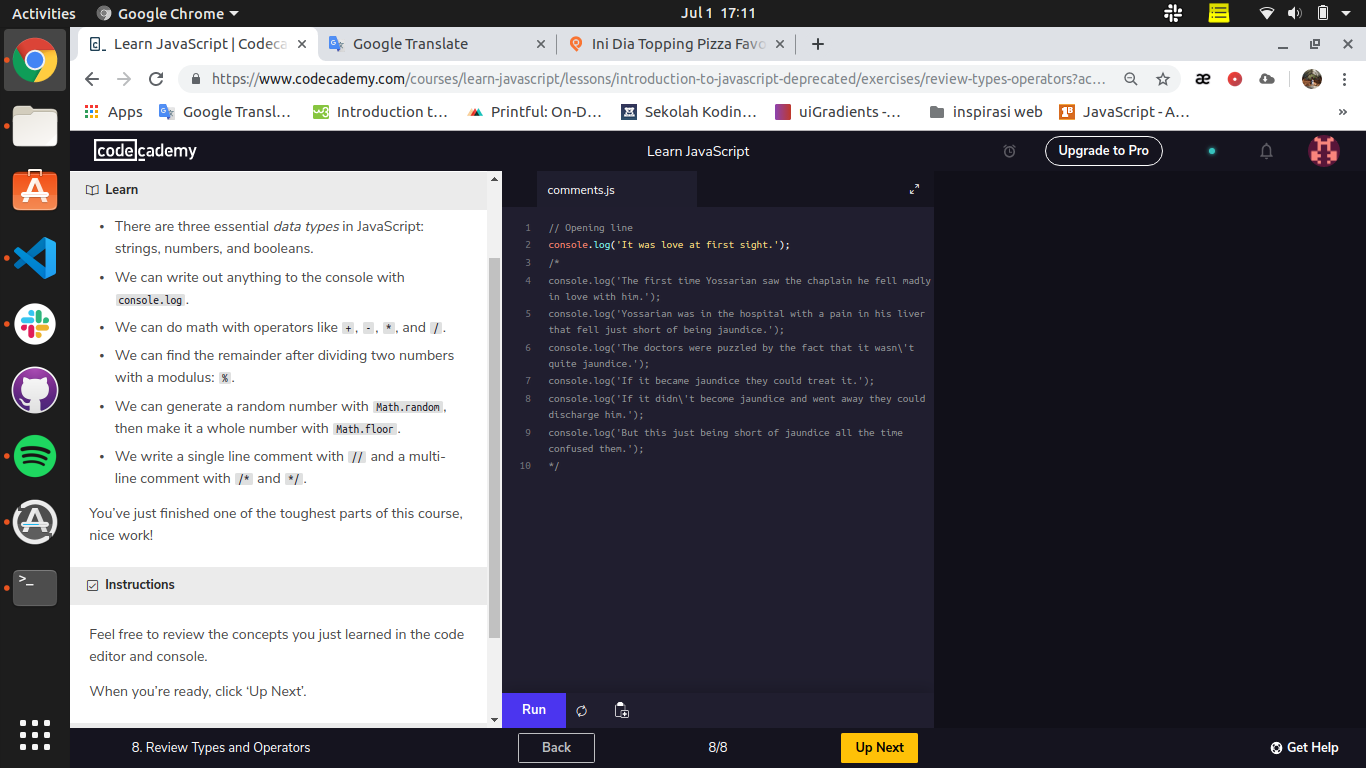 Activities Google Chrome Jul 1 17:11
Learn JavaScript | Codeca Google Translate Ini Dia Topping Pizza Favo
https://www.codecademy.com/courses/learn-javascript/lessons/introduction-to-javascript-deprecated/exercises/review-types-operators?ac...
Apps Google Transl... Introduction t... Printful: On-D... Sekolah Kodin... uiGradients -... inspirasi web JavaScript - A... »
codecademy Learn JavaScript Upgrade to Pro
Learn
• There are three essential data types in JavaScript:
strings, numbers, and booleans.
• We can write out anything to the console with
console.log.
• We can do math with operators like +, -, *, and /.
• We can find the remainder after dividing two numbers
with a modulus: %.
• We can generate a random number with Math.random,
then make it a whole number with Math.floor.
• We write a single line comment with // and a multi-
line comment with /* and */.
You've just finished one of the toughest parts of this course,
nice work!
Instructions
Feel free to review the concepts you just learned in the code
editor and console.
When you're ready, click ‘Up Next’.
comments.js
1 // Opening line
2 console.log('It was love at first sight.');
3 /*
4 console.log('The first time Yossarian saw the chaplain he fell madly
in love with him.');
5 console.log('Yossarian was in the hospital with a pain in his liver
that fell just short of being jaundice.');
6 console.log('The doctors were puzzled by the fact that it wasn\'t
quite jaundice.');
7 console.log('If it became jaundice they could treat it.');
8 console.log('If it didn\'t become jaundice and went away they could
discharge him.');
9 console.log('But this just being short of jaundice all the time
confused them.');
10 */
Run
8. Review Types and Operators Back 8/8 Up Next Get Help